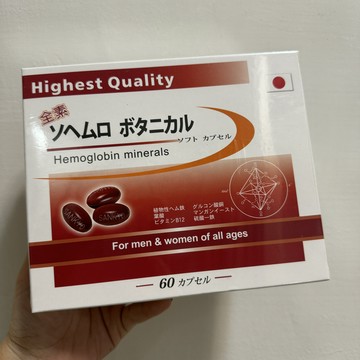 Highest Quality
全素
ソヘムロ ボタニカル
ソフト カプセル
Hemoglobin minerals
植物性ヘム鉄
葉酸
ビタミンB12
グルコン酸銅
マンガンイースト
硫酸一鉄
For men & women of all ages
60 カプセル